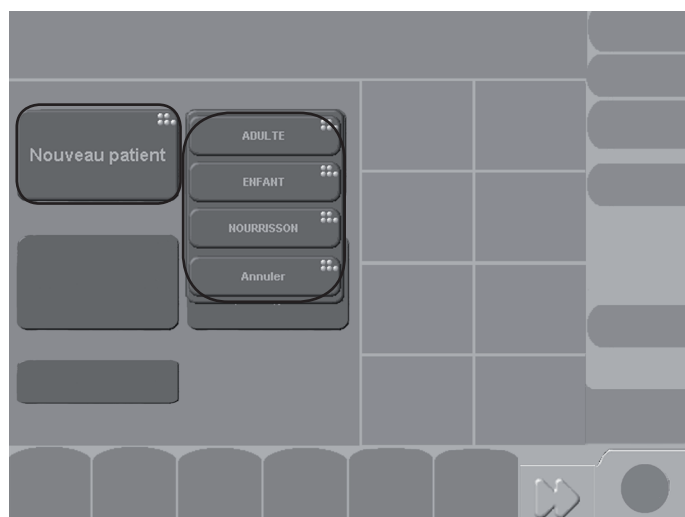 Nouveau patient
ADULTE
ENFANT
NOURRISSON
Annuler